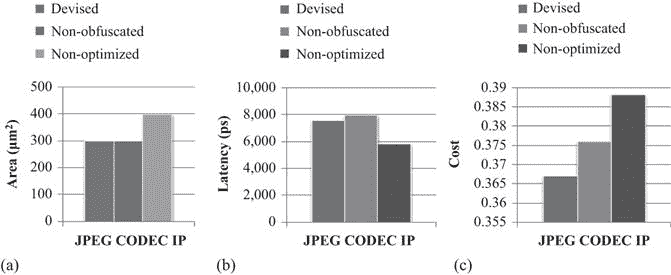 Devised
Non-obfuscated
Non-optimized
500
400
300
200
100
0
Area (μm²)
JPEG CODEC IP
(a)
Devised
Non-obfuscated
Non-optimized
10,000
8,000
6,000
4,000
2,000
0
Latency (ps)
JPEG CODEC IP
(b)
Devised
Non-obfuscated
Non-optimized
0.39
0.385
0.38
0.375
0.37
0.365
0.36
0.355
Cost
JPEG CODEC IP
(c)